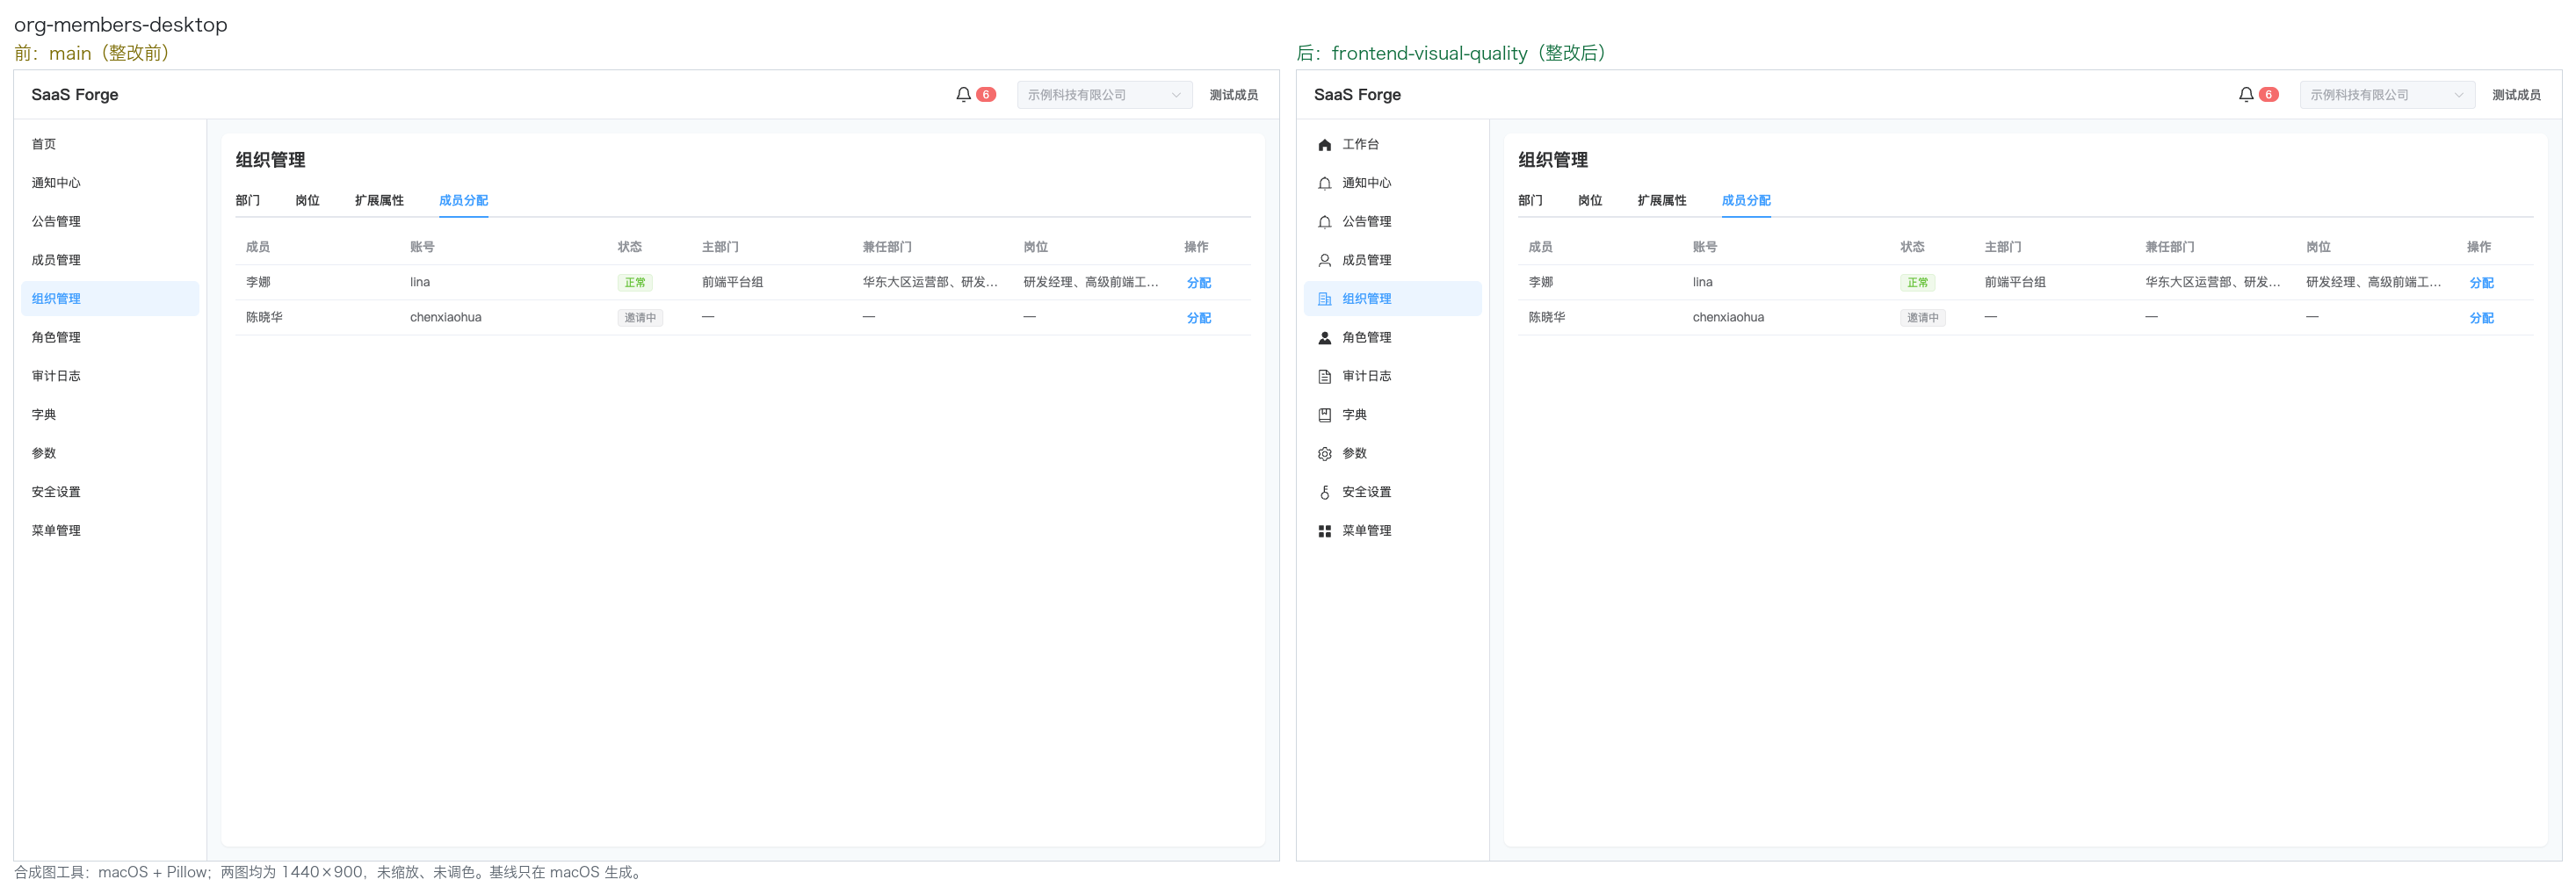 org-members-desktop
前：main（整改前）
SaaS Forge
6
示例科技有限公司
测试成员
首页
通知中心
公告管理
成员管理
组织管理
角色管理
审计日志
字典
参数
安全设置
菜单管理
组织管理
部门 岗位 扩展属性 成员分配
成员 账号 状态 主部门 兼任部门 岗位 操作
李娜 lina 正常 前端平台组 华东大区运营部、研发... 研发经理、高级前端工... 分配
陈晓华 chenxiaohua 邀请中 — — — 分配
后：frontend-visual-quality（整改后）
SaaS Forge
6
示例科技有限公司
测试成员
工作台
通知中心
公告管理
成员管理
组织管理
角色管理
审计日志
字典
参数
安全设置
菜单管理
组织管理
部门 岗位 扩展属性 成员分配
成员 账号 状态 主部门 兼任部门 岗位 操作
李娜 lina 正常 前端平台组 华东大区运营部、研发... 研发经理、高级前端工... 分配
陈晓华 chenxiaohua 邀请中 — — — 分配
合成图工具：macOS + Pillow；两图均为 1440×900，未缩放、未调色。基线只在 macOS 生成。